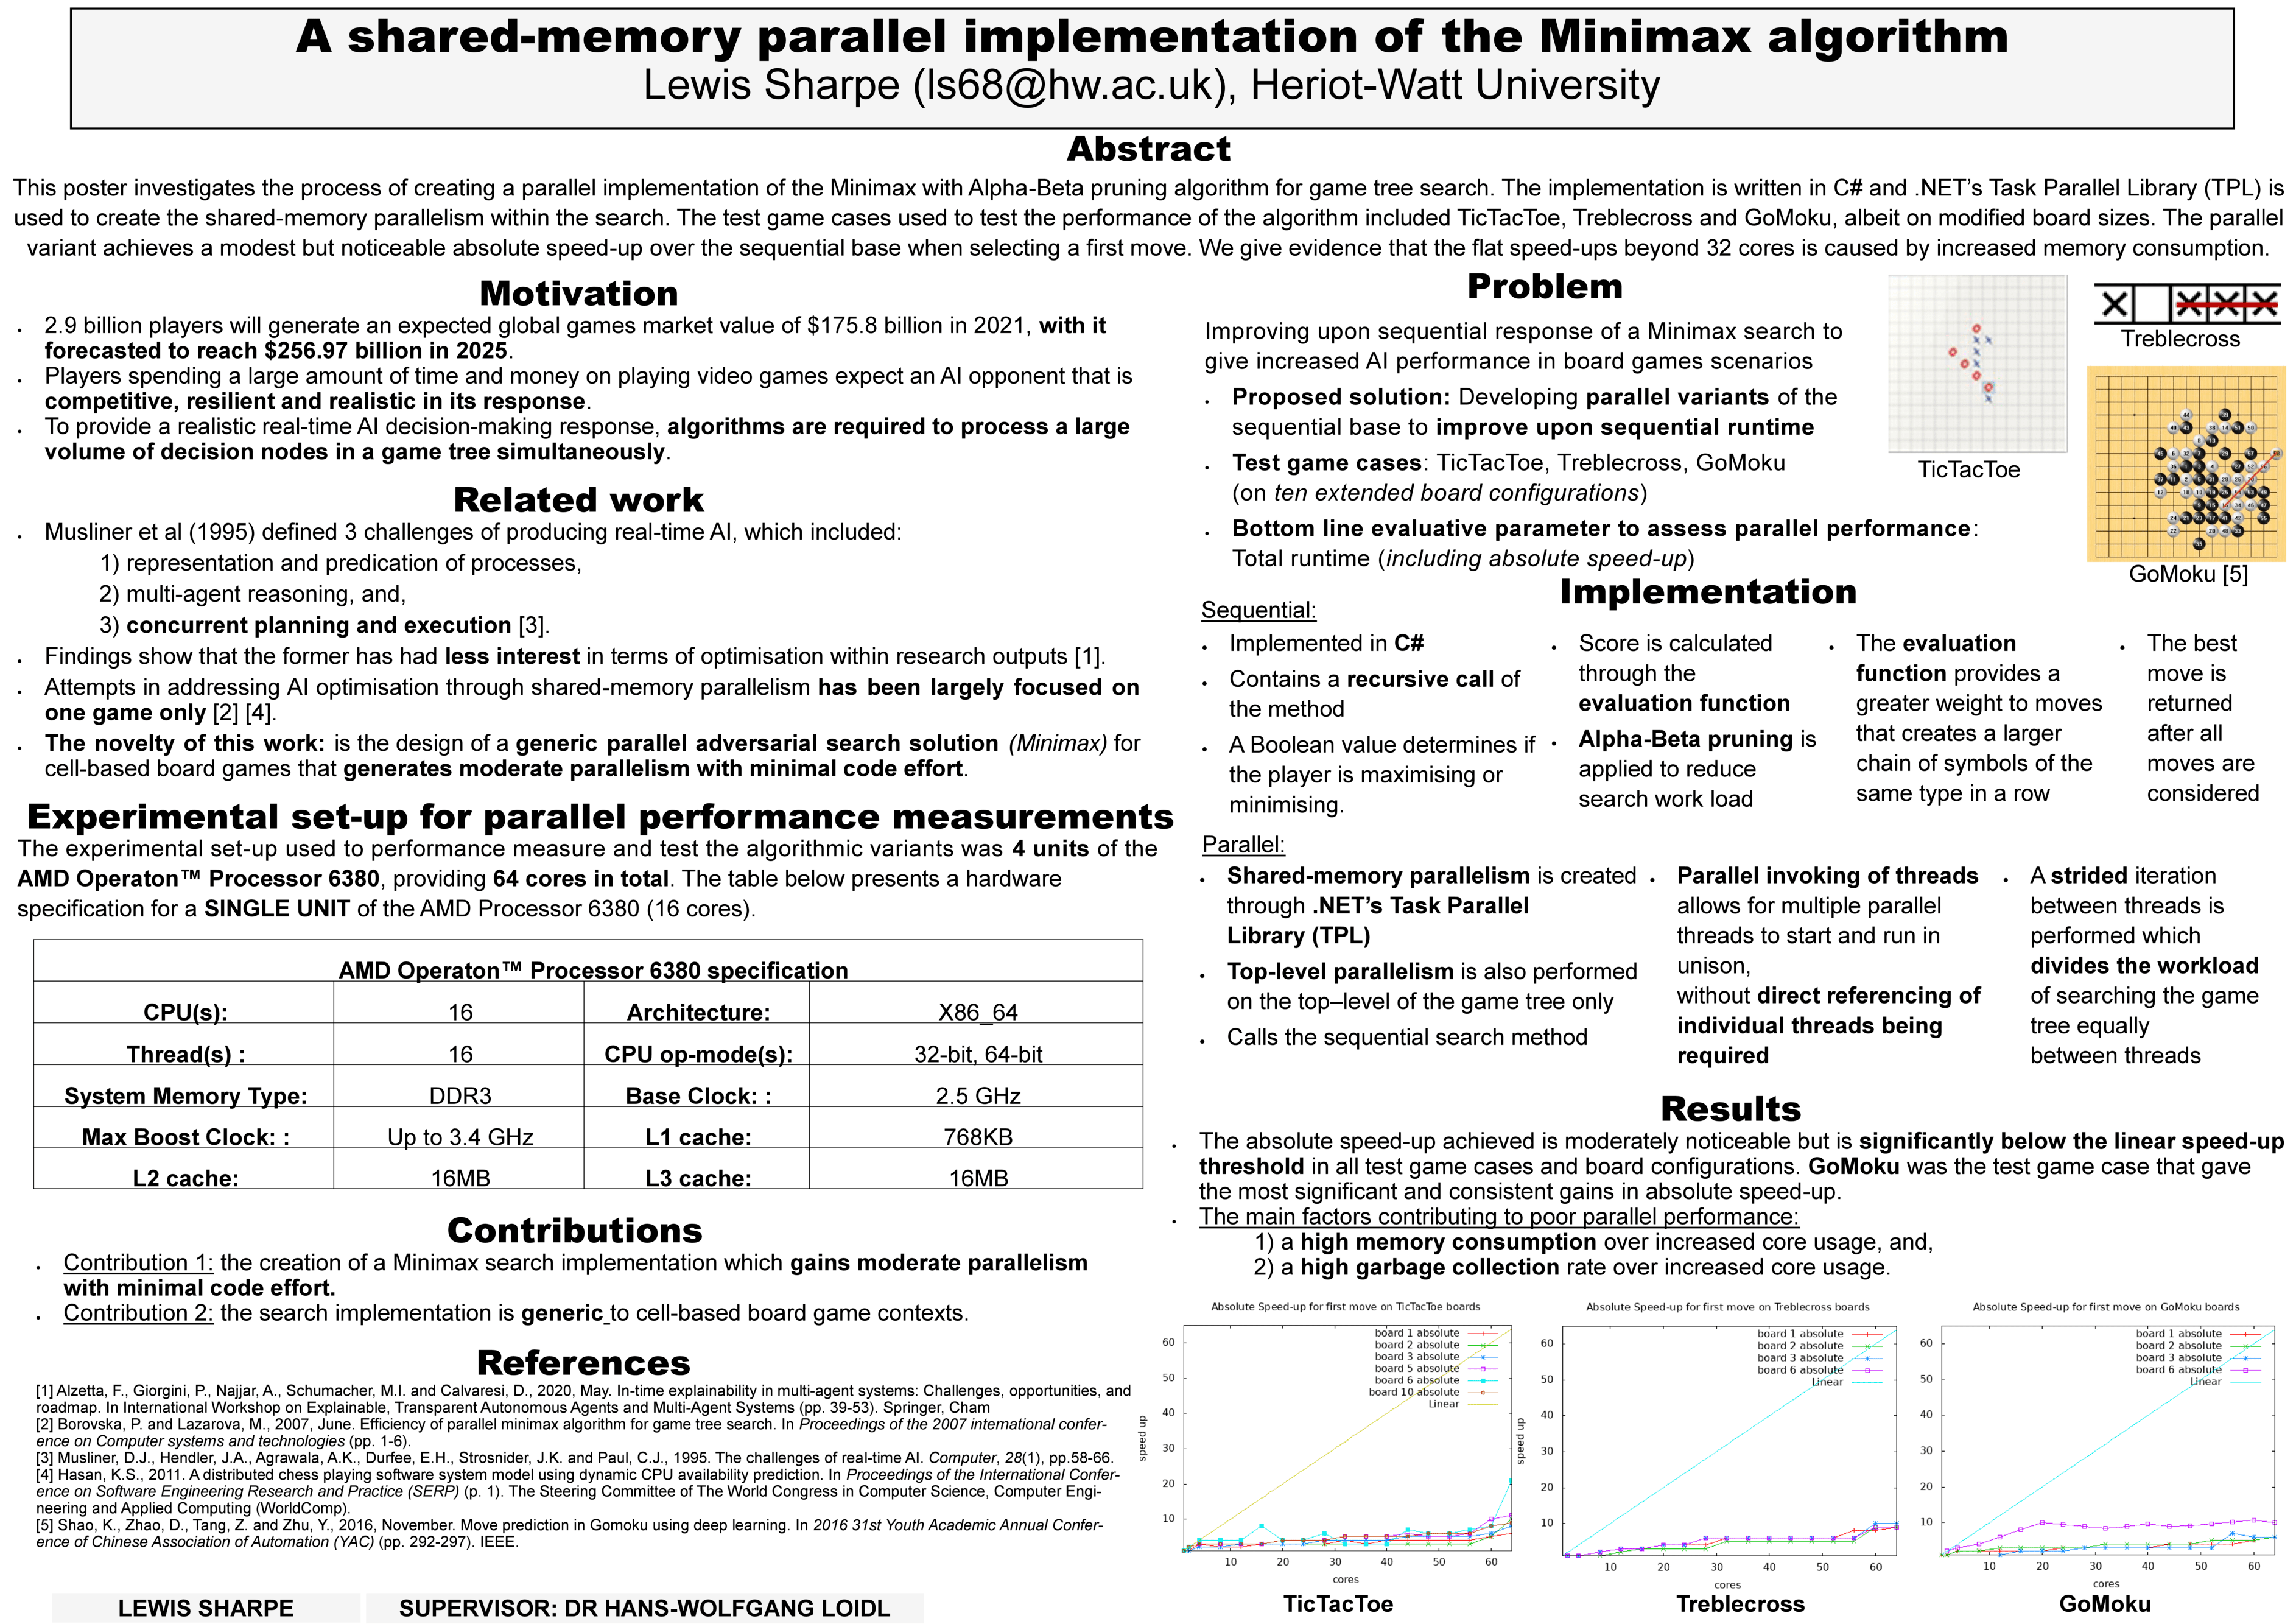 A shared-memory parallel implementation of the Minimax algorithm
Lewis Sharpe (ls68@hw.ac.uk), Heriot-Watt University
Abstract
This poster investigates the process of creating a parallel implementation of the Minimax with Alpha-Beta pruning algorithm for game tree search. The implementation is written in C# and .NET’s Task Parallel Library (TPL) is
used to create the shared-memory parallelism within the search. The test game cases used to test the performance of the algorithm included TicTacToe, Treblecross and GoMoku, albeit on modified board sizes. The parallel
variant achieves a modest but noticeable absolute speed-up over the sequential base when selecting a first move. We give evidence that the flat speed-ups beyond 32 cores is caused by increased memory consumption.
Motivation
• 2.9 billion players will generate an expected global games market value of $175.8 billion in 2021, with it
forecasted to reach $256.97 billion in 2025.
• Players spending a large amount of time and money on playing video games expect an AI opponent that is
competitive, resilient and realistic in its response.
• To provide a realistic real-time AI decision-making response, algorithms are required to process a large
volume of decision nodes in a game tree simultaneously.
Related work
• Musliner et al (1995) defined 3 challenges of producing real-time AI, which included:
1) representation and predication of processes,
2) multi-agent reasoning, and,
3) concurrent planning and execution [3].
• Findings show that the former has had less interest in terms of optimisation within research outputs [1].
• Attempts in addressing AI optimisation through shared-memory parallelism has been largely focused on
one game only [2] [4].
• The novelty of this work: is the design of a generic parallel adversarial search solution (Minimax) for
cell-based board games that generates moderate parallelism with minimal code effort.
Experimental set-up for parallel performance measurements
The experimental set-up used to performance measure and test the algorithmic variants was 4 units of the
AMD Operaton™ Processor 6380, providing 64 cores in total. The table below presents a hardware
specification for a SINGLE UNIT of the AMD Processor 6380 (16 cores).
AMD Operaton™ Processor 6380 specification
CPU(s): 16 Architecture: X86_64
Thread(s) : 16 CPU op-mode(s): 32-bit, 64-bit
System Memory Type: DDR3 Base Clock: : 2.5 GHz
Max Boost Clock: : Up to 3.4 GHz L1 cache: 768KB
L2 cache: 16MB L3 cache: 16MB
Contributions
• Contribution 1: the creation of a Minimax search implementation which gains moderate parallelism
with minimal code effort.
• Contribution 2: the search implementation is generic to cell-based board game contexts.
References
[1] Alzetta, F., Giorgini, P., Najjar, A., Schumacher, M.I. and Calvaresi, D., 2020, May. In-time explainability in multi-agent systems: Challenges, opportunities, and
roadmap. In International Workshop on Explainable, Transparent Autonomous Agents and Multi-Agent Systems (pp. 39-53). Springer, Cham
[2] Borovska, P. and Lazarova, M., 2007, June. Efficiency of parallel minimax algorithm for game tree search. In Proceedings of the 2007 international confer-
ence on Computer systems and technologies (pp. 1-6).
[3] Musliner, D.J., Hendler, J.A., Agrawala, A.K., Durfee, E.H., Strosnider, J.K. and Paul, C.J., 1995. The challenges of real-time AI. Computer, 28(1), pp.58-66.
[4] Hasan, K.S., 2011. A distributed chess playing software system model using dynamic CPU availability prediction. In Proceedings of the International Confer-
ence on Software Engineering Research and Practice (SERP) (p. 1). The Steering Committee of The World Congress in Computer Science, Computer Engi-
neering and Applied Computing (WorldComp).
[5] Shao, K., Zhao, D., Tang, Z. and Zhu, Y., 2016, November. Move prediction in Gomoku using deep learning. In 2016 31st Youth Academic Annual Confer-
ence of Chinese Association of Automation (YAC) (pp. 292-297). IEEE.
LEWIS SHARPE
SUPERVISOR: DR HANS-WOLFGANG LOIDL
Problem
Improving upon sequential response of a Minimax search to
give increased AI performance in board games scenarios
• Proposed solution: Developing parallel variants of the
sequential base to improve upon sequential runtime
• Test game cases: TicTacToe, Treblecross, GoMoku
(on ten extended board configurations)
• Bottom line evaluative parameter to assess parallel performance:
Total runtime (including absolute speed-up)
TicTacToe
Treblecross
GoMoku [5]
Implementation
Sequential:
• Implemented in C#
• Contains a recursive call of
the method
• A Boolean value determines if
the player is maximising or
minimising.
• Score is calculated
through the
evaluation function
• Alpha-Beta pruning is
applied to reduce
search work load
• The evaluation
function provides a
greater weight to moves
that creates a larger
chain of symbols of the
same type in a row
• The best
move is
returned
after all
moves are
considered
Parallel:
• Shared-memory parallelism is created
through .NET’s Task Parallel
Library (TPL)
• Top-level parallelism is also performed
on the top–level of the game tree only
• Calls the sequential search method
• Parallel invoking of threads
allows for multiple parallel
threads to start and run in
unison,
without direct referencing of
individual threads being
required
• A strided iteration
between threads is
performed which
divides the workload
of searching the game
tree equally
between threads
Results
• The absolute speed-up achieved is moderately noticeable but is significantly below the linear speed-up
threshold in all test game cases and board configurations. GoMoku was the test game case that gave
the most significant and consistent gains in absolute speed-up.
• The main factors contributing to poor parallel performance:
1) a high memory consumption over increased core usage, and,
2) a high garbage collection rate over increased core usage.
Absolute Speed-up for first move on TicTacToe boards
board 1 absolute
board 2 absolute
board 3 absolute
board 5 absolute
board 6 absolute
board 10 absolute
Linear
speed up
60
50
40
30
20
10
10 20 30 40 50 60
cores
TicTacToe
Absolute Speed-up for first move on Treblecross boards
board 1 absolute
board 2 absolute
board 3 absolute
board 6 absolute
Linear
speed up
60
50
40
30
20
10
10 20 30 40 50 60
cores
Treblecross
Absolute Speed-up for first move on GoMoku boards
board 1 absolute
board 2 absolute
board 3 absolute
board 6 absolute
Linear
60
50
40
30
20
10
10 20 30 40 50 60
cores
GoMoku